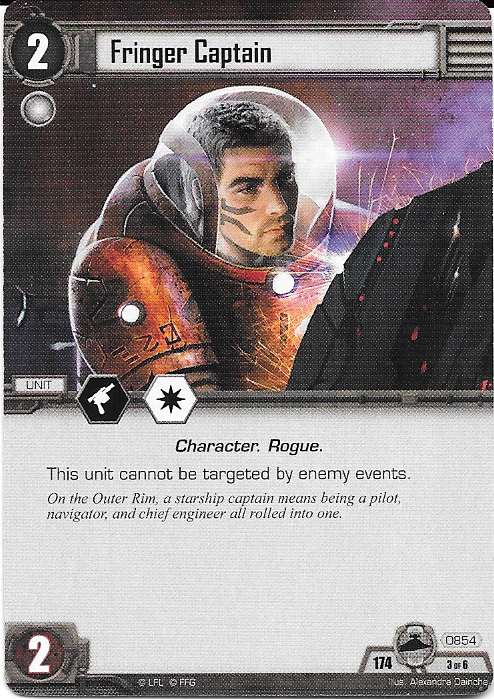 2
Fringer Captain
UNIT
Character. Rogue.
This unit cannot be targeted by enemy events.
On the Outer Rim, a starship captain means being a pilot,
navigator, and chief engineer all rolled into one.
2
0854
174
3 OF 6
© LFL © FFG
Illus. Alexandre Dainche